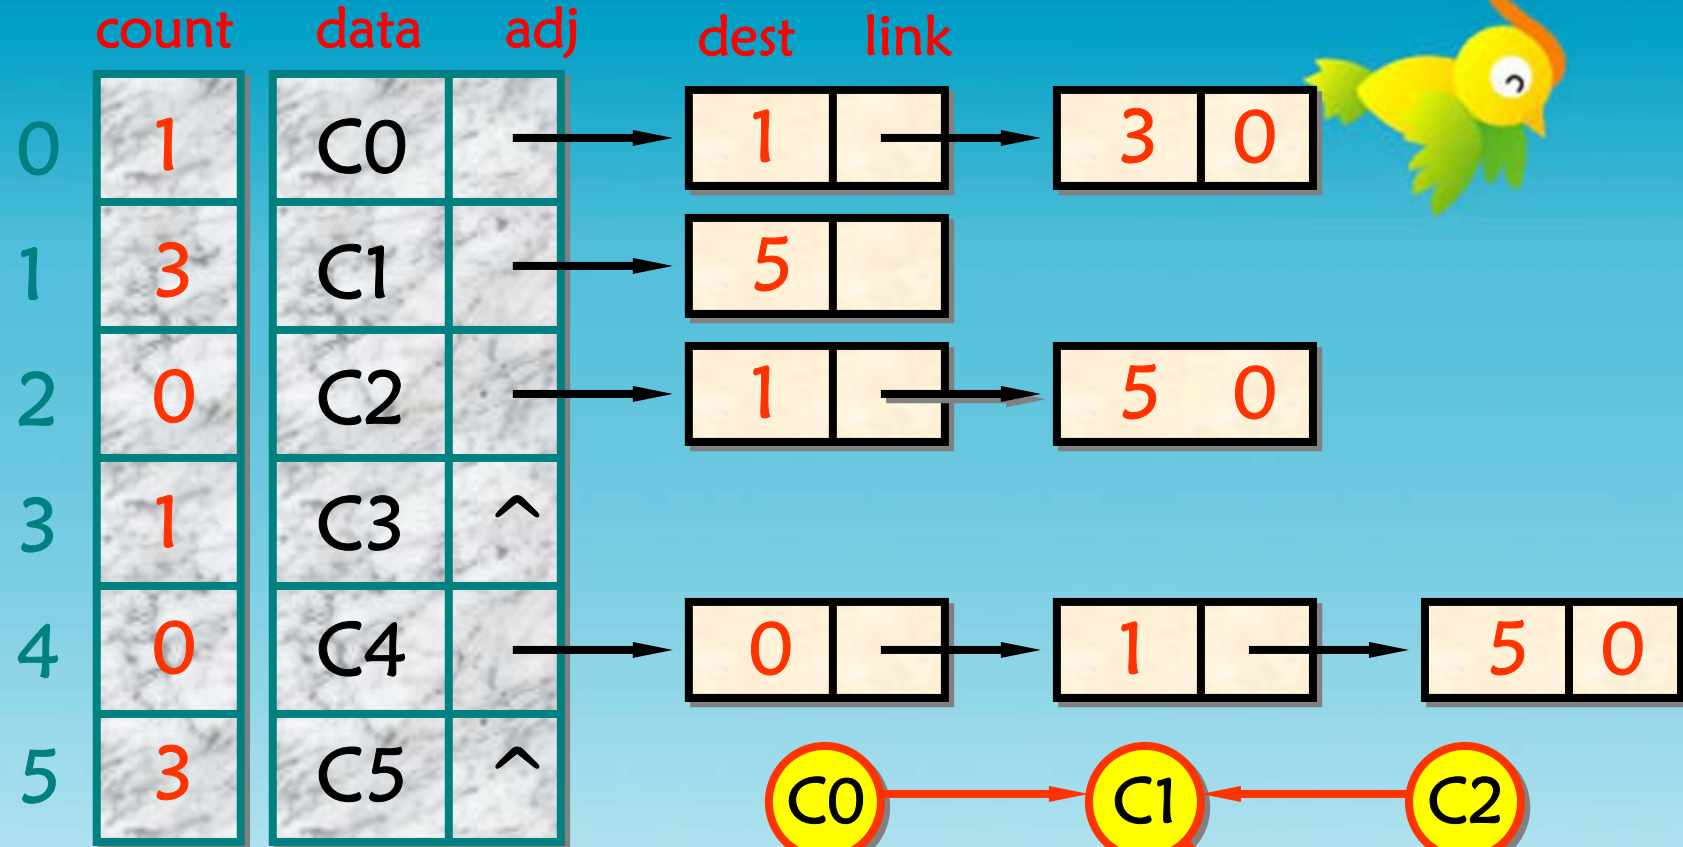 count data adj dest link
0 1 C0 1 3 0
1 3 C1 5
2 0 C2 1 5 0
3 1 C3 ^
4 0 C4 0 1 5 0
5 3 C5 ^
C0 C1 C2